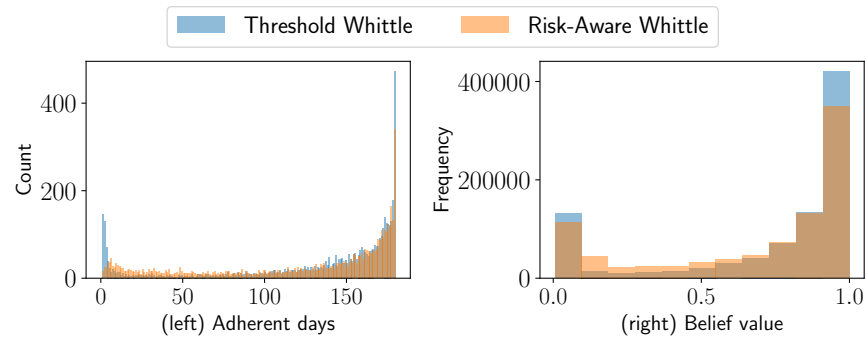 Threshold Whittle Risk-Aware Whittle
Count
400
200
0
0 50 100 150
(left) Adherent days
Frequency
400000
200000
0
0.0 0.5 1.0
(right) Belief value